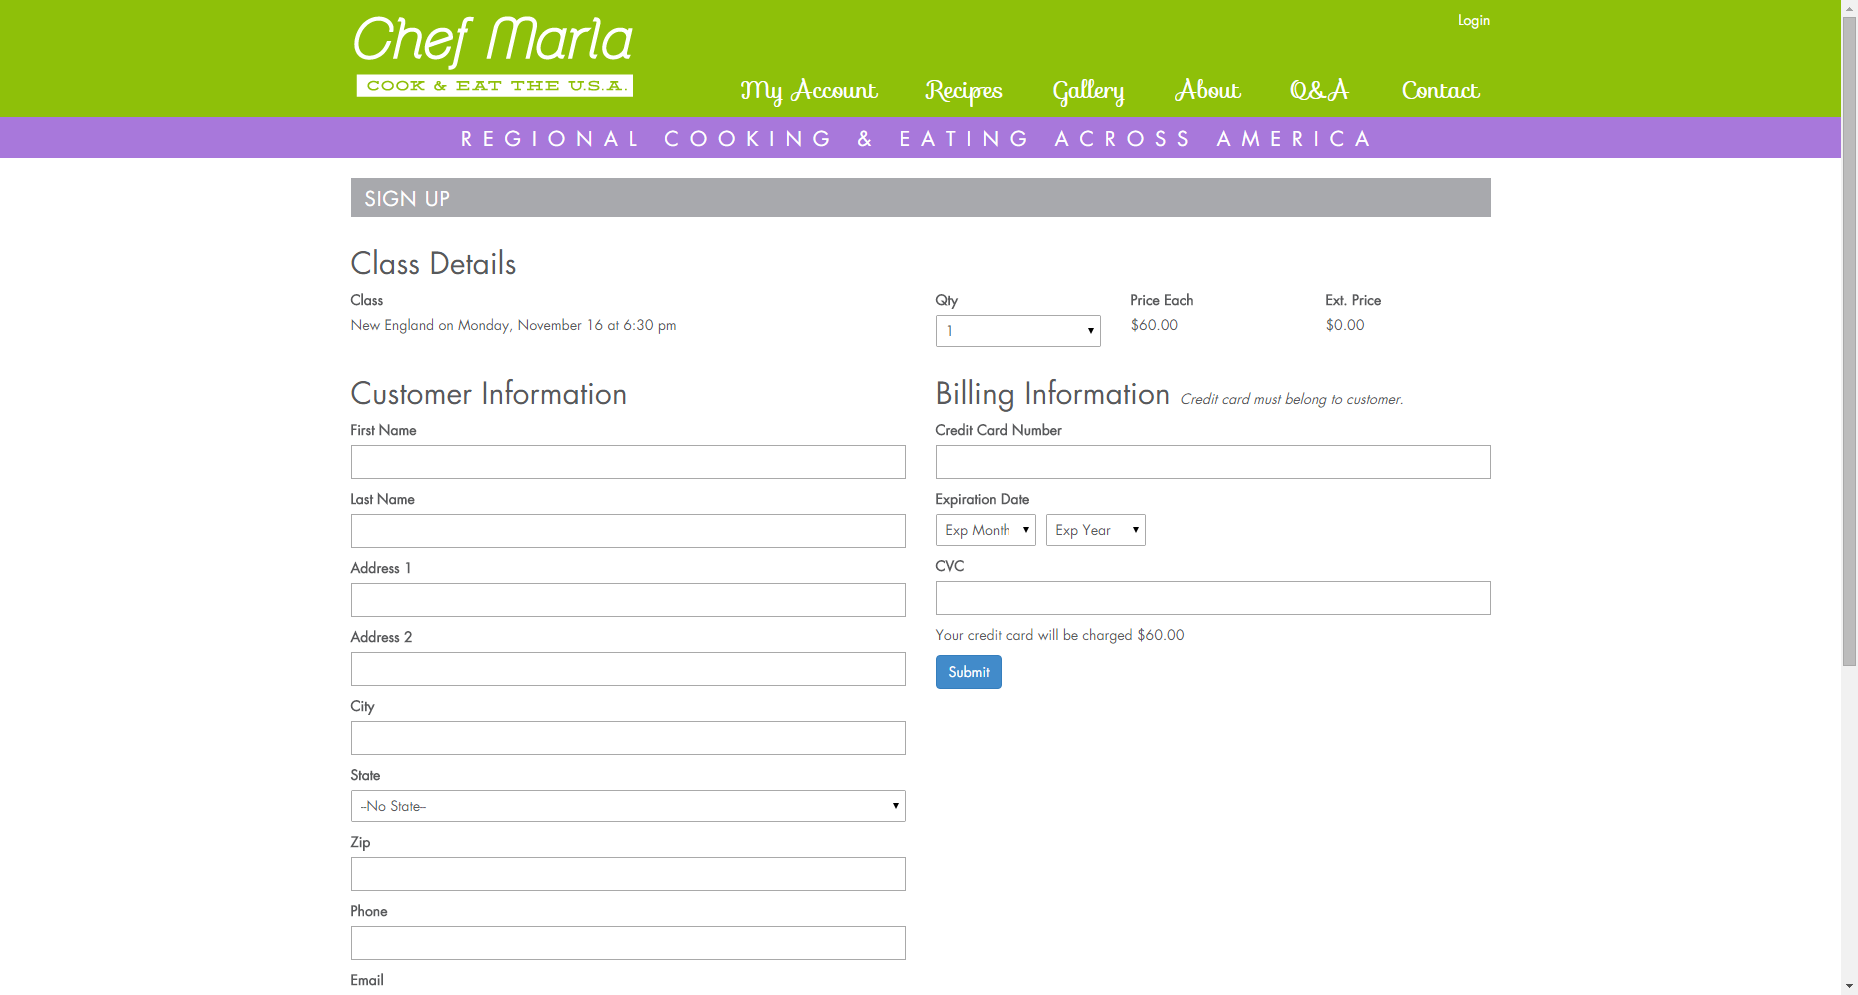 Chef Marla
COOK & EAT THE U.S.A.
Login
My Account Recipes Gallery About Q&A Contact
REGIONAL COOKING & EATING ACROSS AMERICA
SIGN UP
Class Details
Class Qty Price Each Ext. Price
New England on Monday, November 16 at 6:30 pm 1 $60.00 $0.00
Customer Information
First Name
Last Name
Address 1
Address 2
City
State
--No State--
Zip
Phone
Email
Billing Information Credit card must belong to customer.
Credit Card Number
Expiration Date
Exp Month Exp Year
CVC
Your credit card will be charged $60.00
Submit